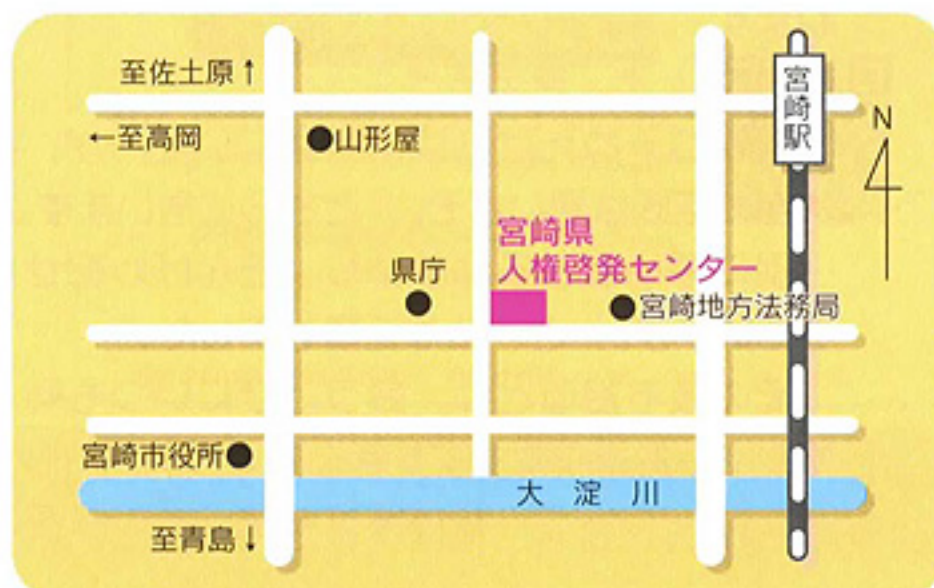 至佐土原↑
←至高岡
●山形屋
宮崎駅
N
宮崎県
人権啓発センター
県庁
●宮崎地方法務局
宮崎市役所●
大淀川
至青島↓